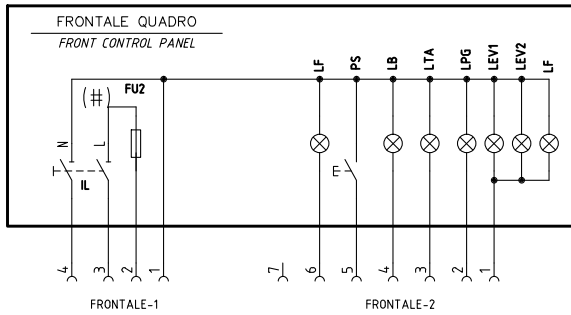 FRONTALE QUADRO
FRONT CONTROL PANEL
LF PS LB LTA LPG LEV1 LEV2 LF
(#) FU2
N L
IL
4 3 2 1 7 6 5 4 3 2 1
FRONTALE-1 FRONTALE-2